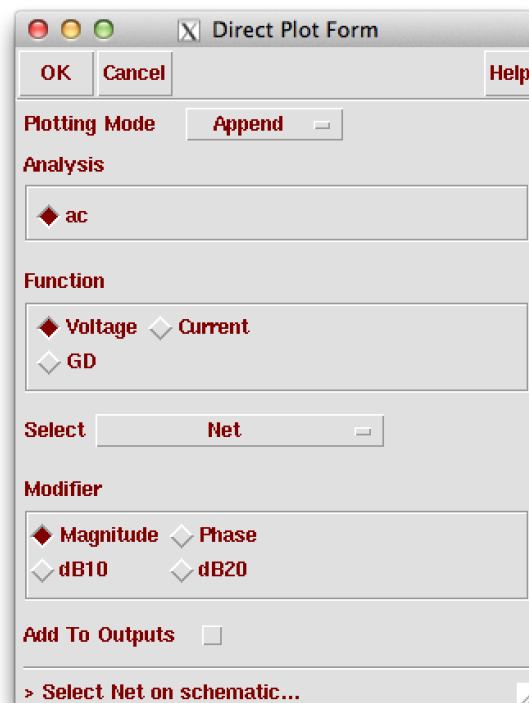 Direct Plot Form
OK Cancel Help
Plotting Mode Append
Analysis
ac
Function
Voltage Current
GD
Select Net
Modifier
Magnitude Phase
dB10 dB20
Add To Outputs
> Select Net on schematic...